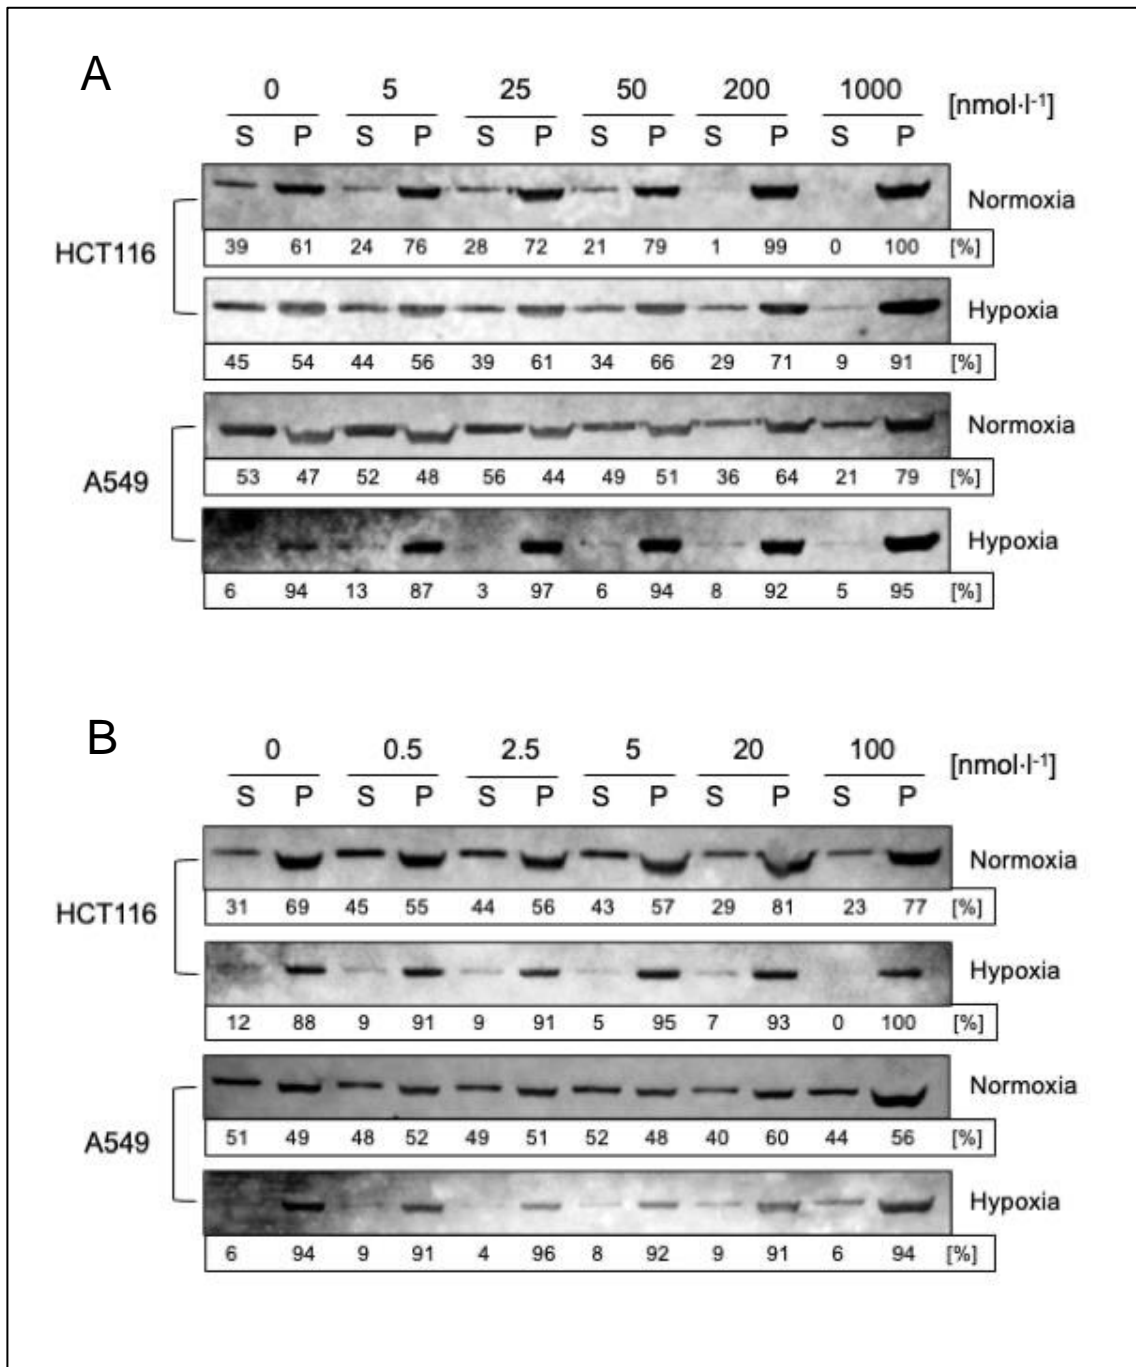 A
0 5 25 50 200 1000 [nmol·l⁻¹]
S P S P S P S P S P S P
Normoxia
HCT116
39 61 24 76 28 72 21 79 1 99 0 100 [%]
Hypoxia
45 54 44 56 39 61 34 66 29 71 9 91 [%]
Normoxia
A549
53 47 52 48 56 44 49 51 36 64 21 79 [%]
Hypoxia
6 94 13 87 3 97 6 94 8 92 5 95 [%]
B
0 0.5 2.5 5 20 100 [nmol·l⁻¹]
S P S P S P S P S P S P
Normoxia
HCT116
31 69 45 55 44 56 43 57 29 81 23 77 [%]
Hypoxia
12 88 9 91 9 91 5 95 7 93 0 100 [%]
Normoxia
A549
51 49 48 52 49 51 52 48 40 60 44 56 [%]
Hypoxia
6 94 9 91 4 96 8 92 9 91 6 94 [%]